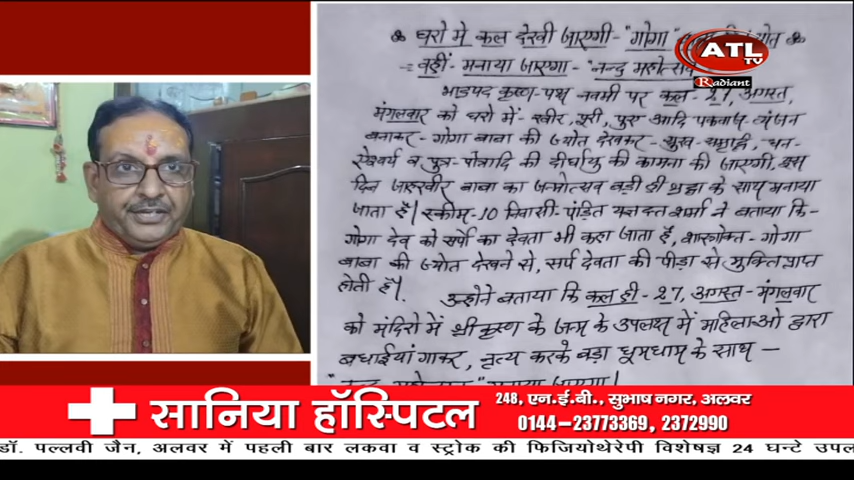 घरो मे कल देखी जाएगी - "गोगा"
- वहीं - मनाया जाएगा - "नन्द महोत्सव
भाद्रपद कृष्ण-पक्ष नवमी पर कल - 27, अगस्त,
मंगलवार को घरो में - खीर, पूरी, पुए आदि पकवान - व्यंजन
बनाकर - गोगा बाबा की ज्योत देखकर - सुख-समृद्धि, धन-
ऐश्वर्य व पुत्र-पौत्रादि की दीर्घायु की कामना की जाएगी, इस
दिन जाहरवीर बाबा का जन्मोत्सव बडी ही श्रद्धा के साथ मनाया
जाता है। स्कीम-10 निवासी - पंड़ित यज्ञदत्त शर्मा ने बताया कि -
गोगा देव को सर्पो का देवता भी कहा जाता है, शास्त्रोक्त - गोगा
बाबा की ज्योत देखने से, सर्प देवता की पीडा से मुक्ति प्राप्त
होती है।
उन्होने बताया कि कल ही - 27, अगस्त - मंगलवार
को मंदिरो में श्री कृष्ण के जन्म के उपलक्ष में महिलाओ द्वारा
बधाईयां गाकर, नृत्य करके बडा धूमधाम के साथ -
मनाया जाएगा।
ATL
TV
Radiant
सानिया हॉस्पिटल
248, एन.ई.बी., सुभाष नगर, अलवर
0144-23773369, 2372990
डॉ. पल्लवी जैन, अलवर में पहली बार लकवा व स्ट्रोक की फिजियोथेरेपी विशेषज्ञ 24 घन्टे उपल